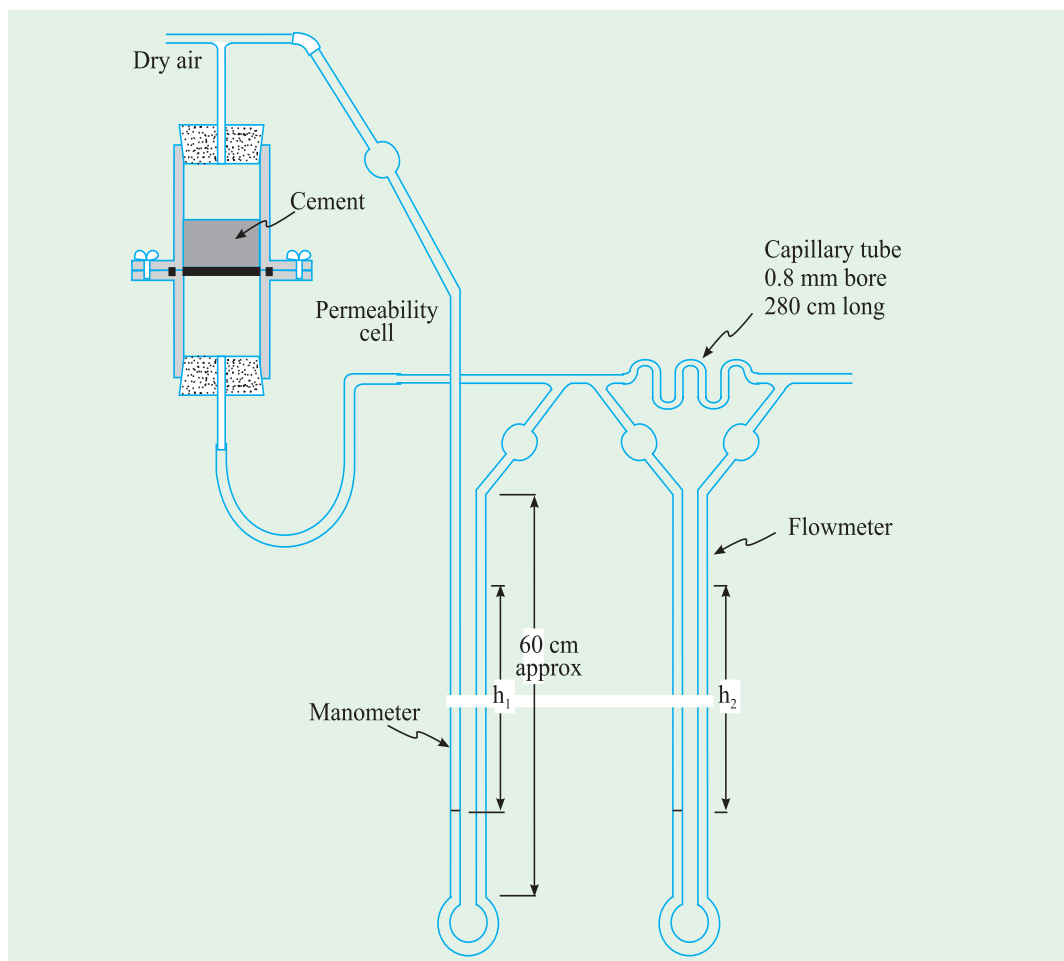 Dry air
Cement
Capillary tube
0.8 mm bore
280 cm long
Permeability
cell
Flowmeter
60 cm
approx
h₁
h₂
Manometer